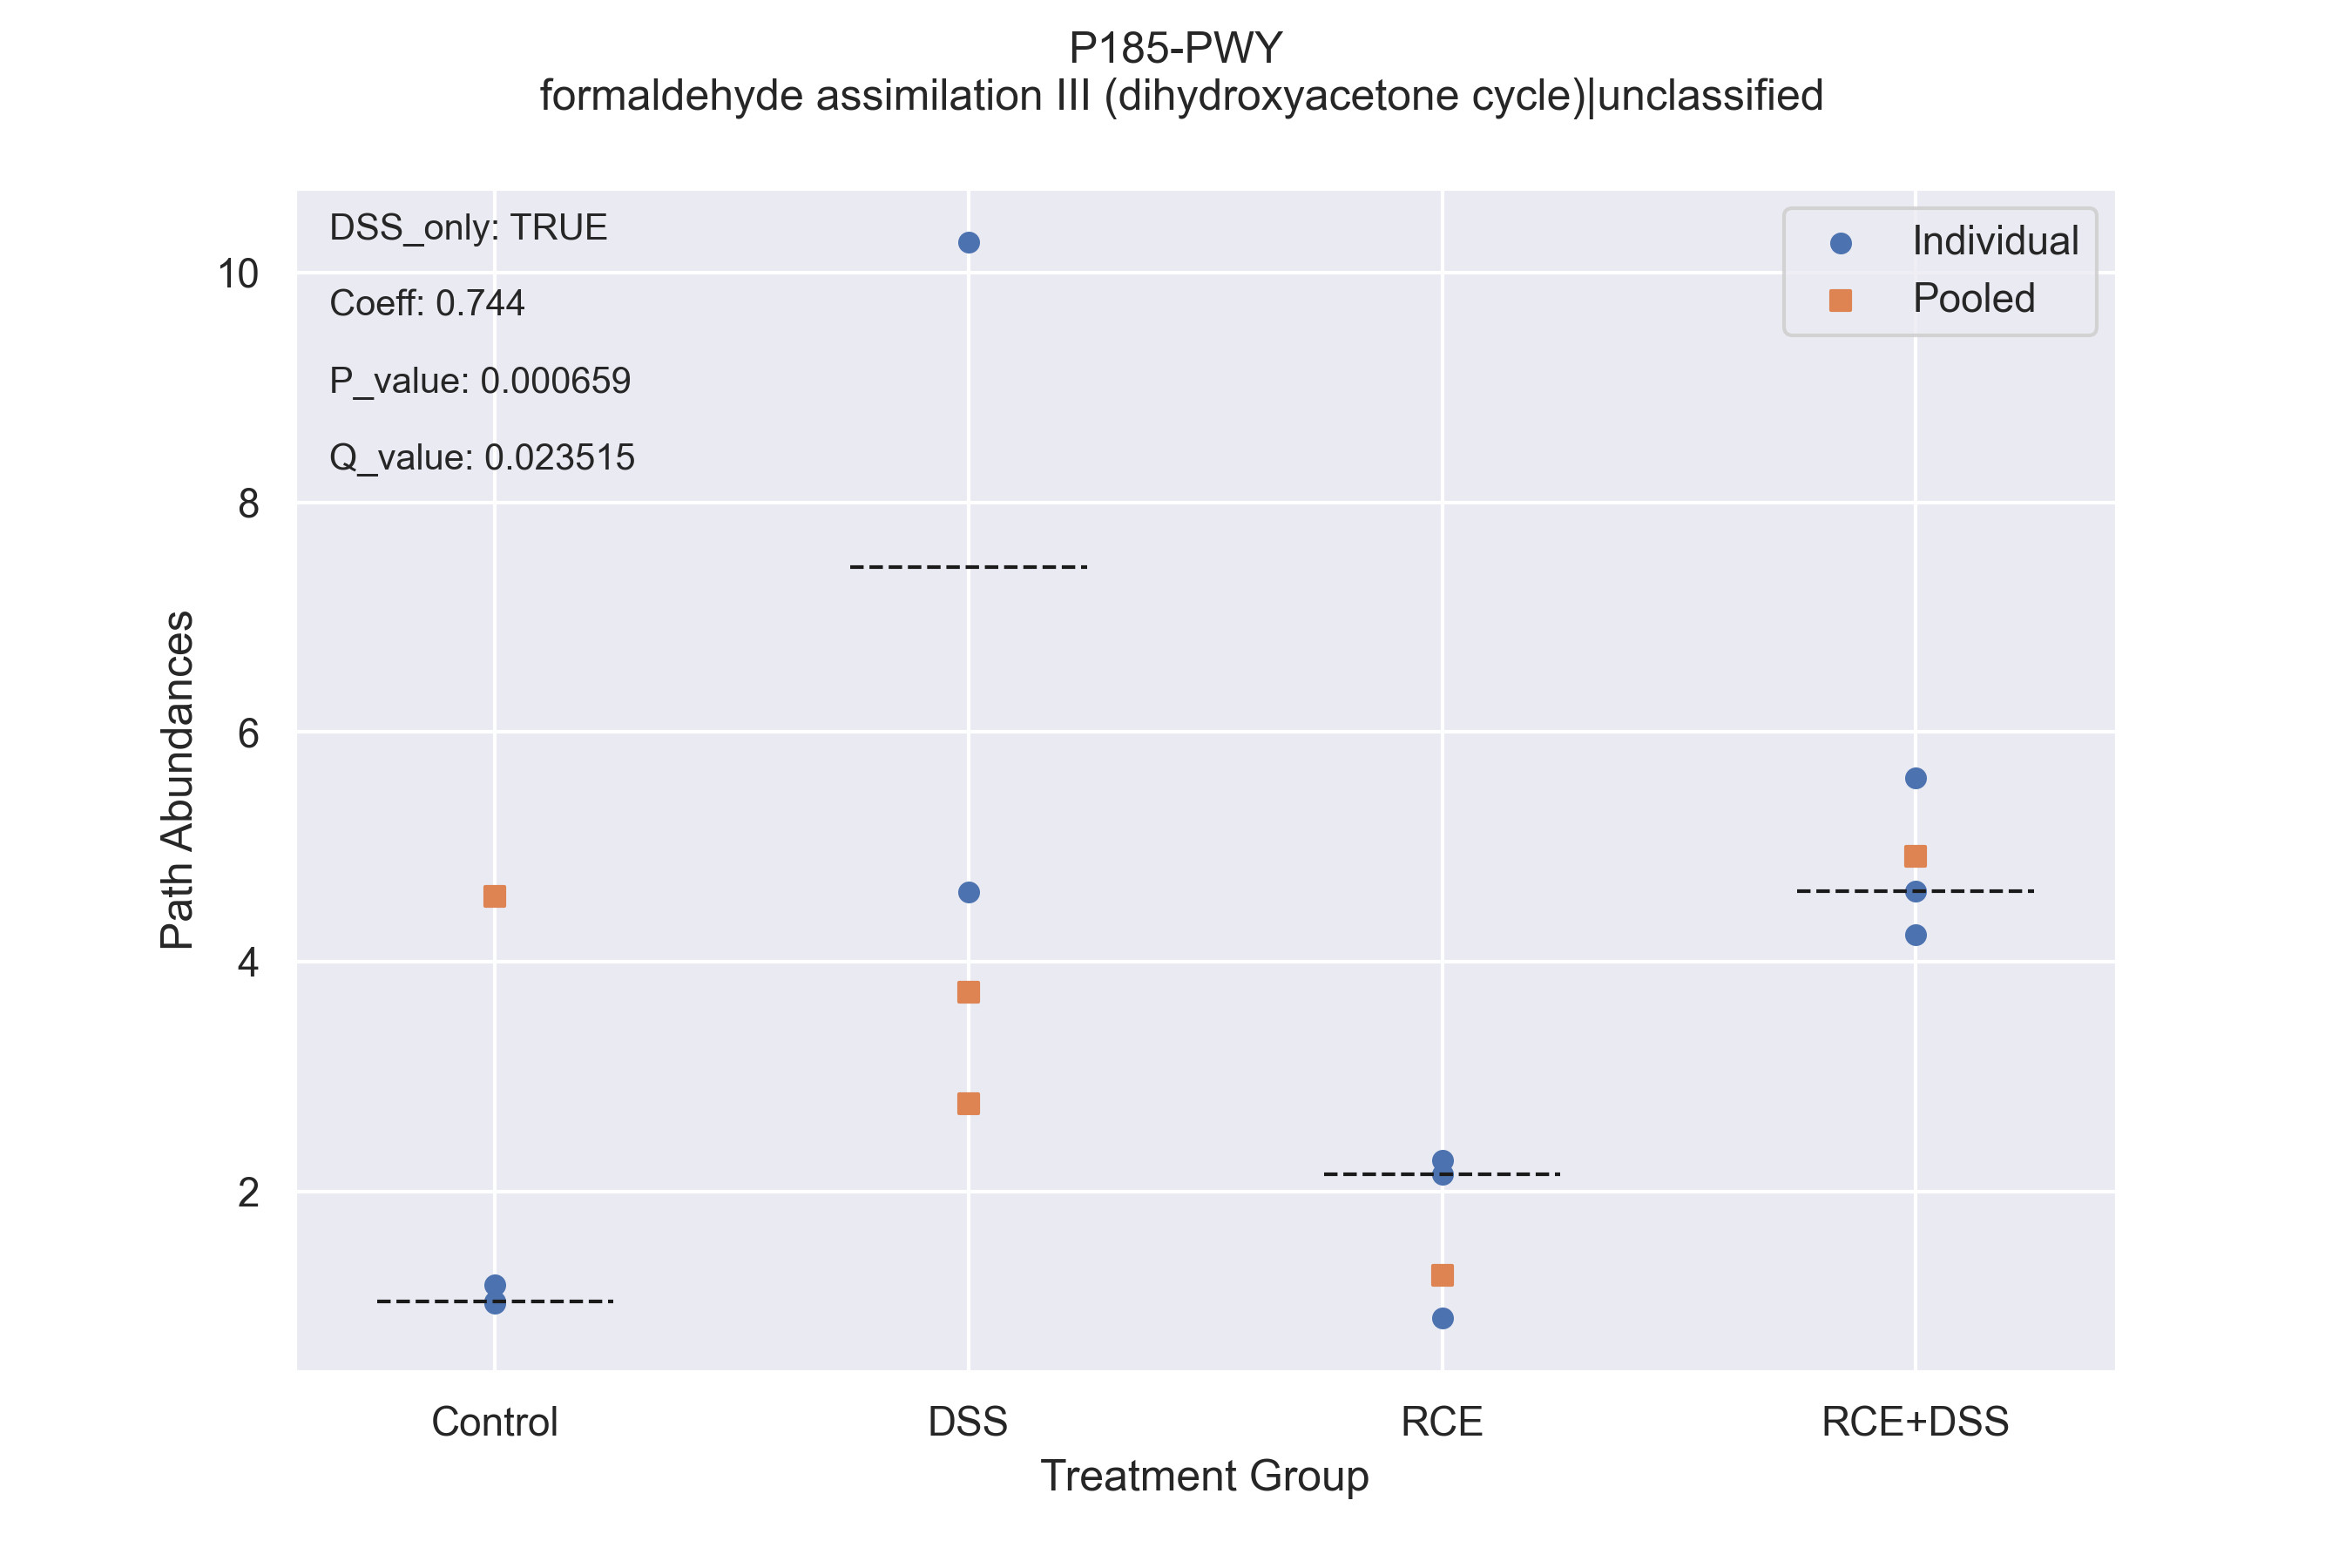 P185-PWY
formaldehyde assimilation III (dihydroxyacetone cycle)|unclassified
DSS_only: TRUE
Coeff: 0.744
P_value: 0.000659
Q_value: 0.023515
Individual
Pooled
Path Abundances
10
8
6
4
2
Control
DSS
RCE
RCE+DSS
Treatment Group